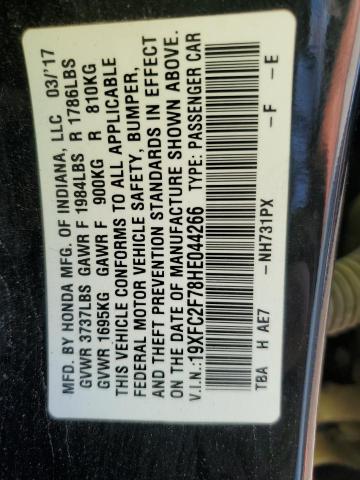 MFD. BY HONDA MFG. OF INDIANA, LLC 03/'17
GVWR 3737LBS GAWR F 1984LBS R 1786LBS
GVWR 1695KG GAWR F 900KG R 810KG
THIS VEHICLE CONFORMS TO ALL APPLICABLE
FEDERAL MOTOR VEHICLE SAFETY, BUMPER,
AND THEFT PREVENTION STANDARDS IN EFFECT
ON THE DATE OF MANUFACTURE SHOWN ABOVE.
V.I.N.:19XFC2F78HE044266 TYPE: PASSENGER CAR
TBA H AE7 -NH731PX -F -E